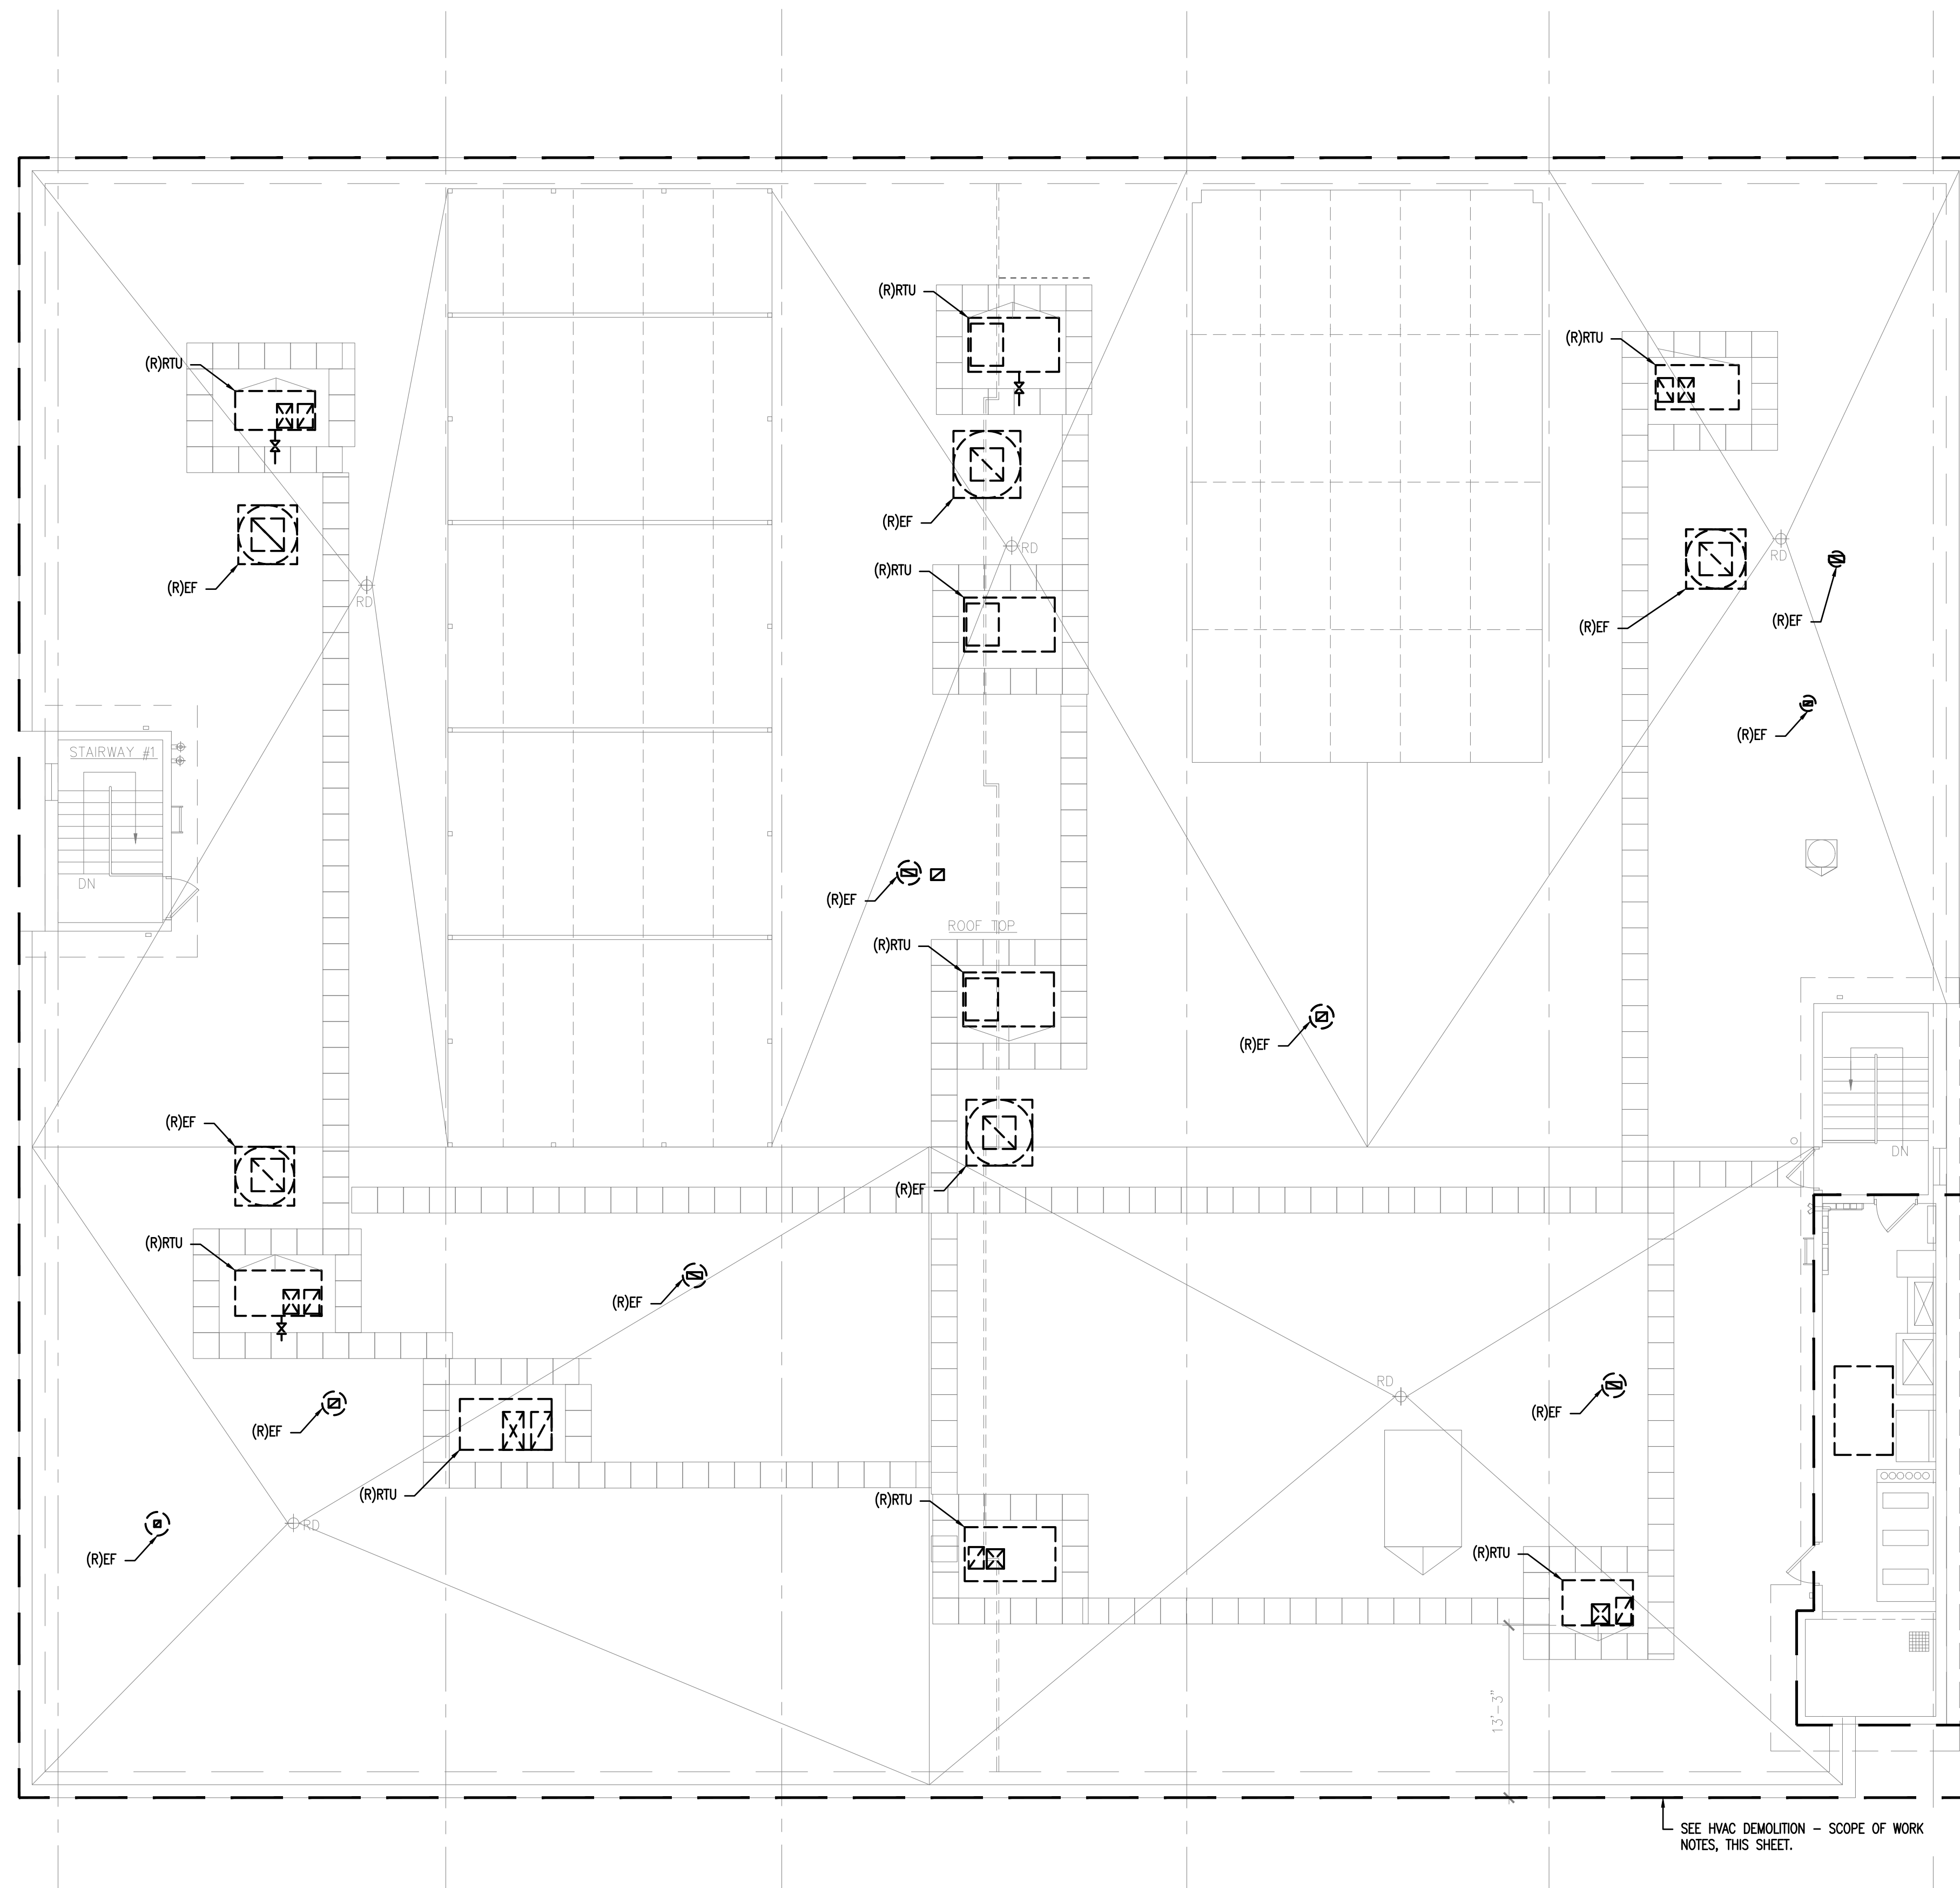 (R)RTU
(R)RTU
(R)RTU
(R)EF
RD
RD
(R)RTU
(R)EF
RD
(R)EF
(R)EF
(R)EF
STAIRWAY #1
DN
(R)EF
(R)EF
ROOF TOP
(R)RTU
(R)EF
(R)EF
DN
(R)EF
(R)RTU
(R)EF
RD
(R)EF
(R)EF
(R)RTU
(R)RTU
RD
(R)EF
(R)RTU
13'-3"
SEE HVAC DEMOLITION - SCOPE OF WORK
NOTES, THIS SHEET.